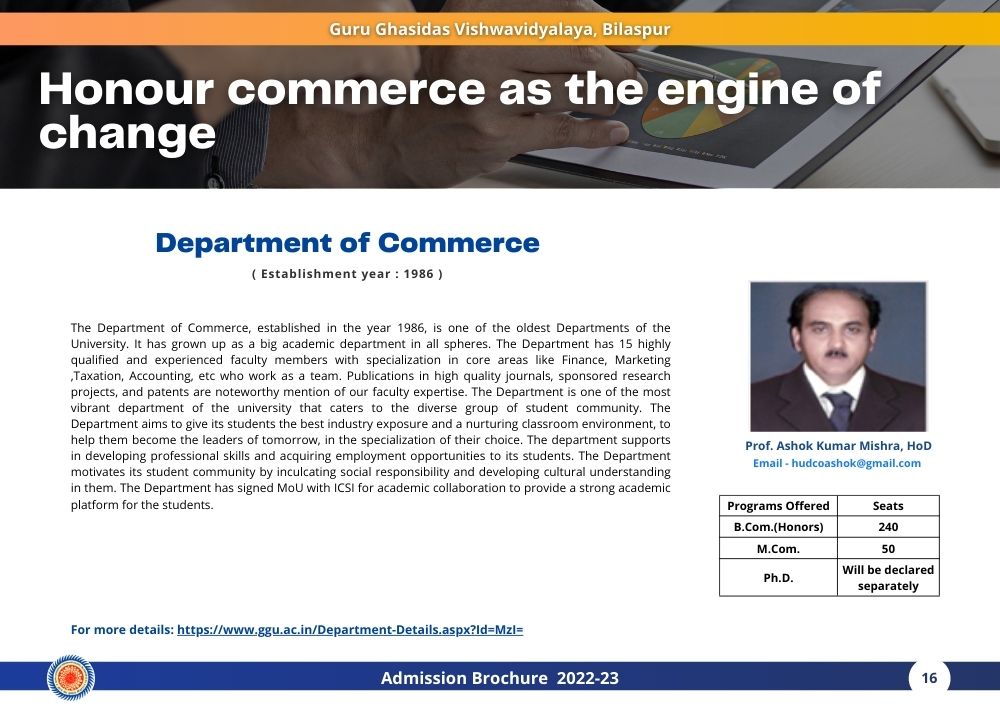 Guru Ghasidas Vishwavidyalaya, Bilaspur
Honour commerce as the engine of
change
Department of Commerce
( Establishment year : 1986 )
The Department of Commerce, established in the year 1986, is one of the oldest Departments of the
University. It has grown up as a big academic department in all spheres. The Department has 15 highly
qualified and experienced faculty members with specialization in core areas like Finance, Marketing
,Taxation, Accounting, etc who work as a team. Publications in high quality journals, sponsored research
projects, and patents are noteworthy mention of our faculty expertise. The Department is one of the most
vibrant department of the university that caters to the diverse group of student community. The
Department aims to give its students the best industry exposure and a nurturing classroom environment, to
help them become the leaders of tomorrow, in the specialization of their choice. The department supports
in developing professional skills and acquiring employment opportunities to its students. The Department
motivates its student community by inculcating social responsibility and developing cultural understanding
in them. The Department has signed MoU with ICSI for academic collaboration to provide a strong academic
platform for the students.
Prof. Ashok Kumar Mishra, HoD
Email - hudcoashok@gmail.com
Programs Offered Seats
B.Com.(Honors) 240
M.Com. 50
Ph.D. Will be declared
separately
For more details: https://www.ggu.ac.in/Department-Details.aspx?Id=MzI=
Admission Brochure 2022-23
16